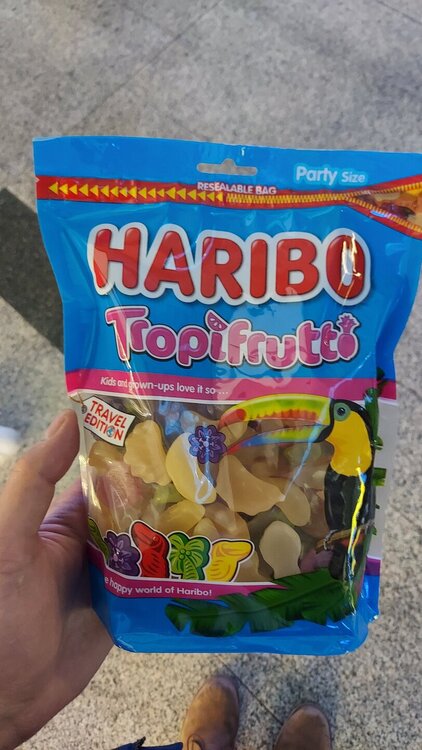 Party Size
RESEALABLE BAG
HARIBO
Tropifrutti
Kids and grown-ups love it so ...
TRAVEL
EDITION
happy world of Haribo!